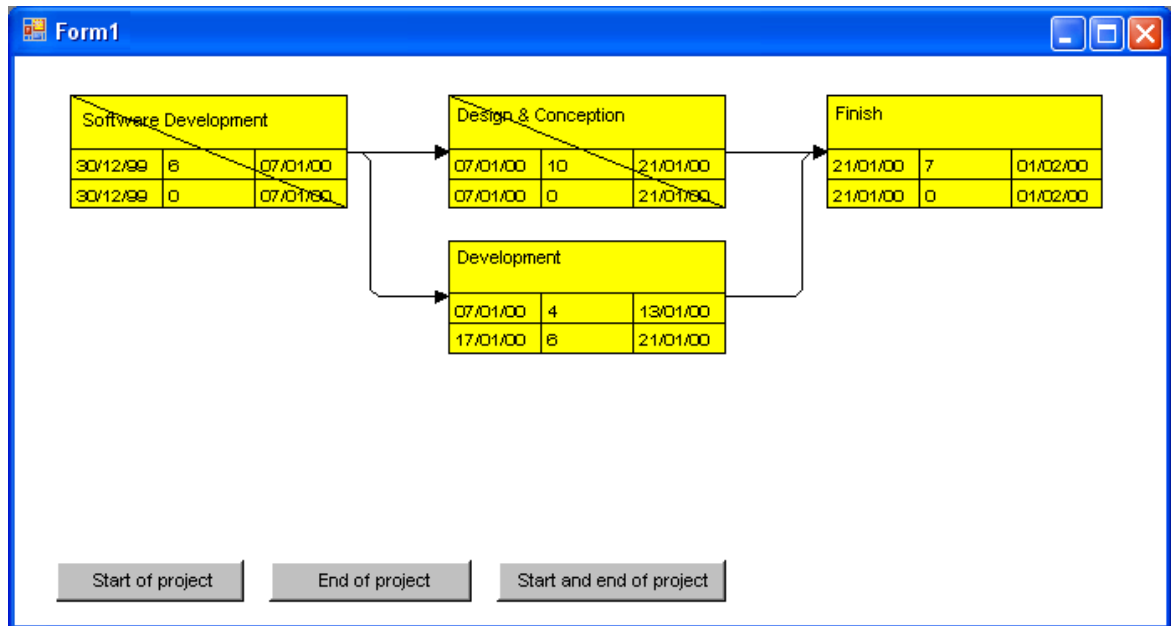 Form1
Software Development
30/12/99 6 07/01/00
30/12/99 0 07/01/00
Design & Conception
07/01/00 10 21/01/00
07/01/00 0 21/01/00
Finish
21/01/00 7 01/02/00
21/01/00 0 01/02/00
Development
07/01/00 4 13/01/00
17/01/00 6 21/01/00
Start of project
End of project
Start and end of project